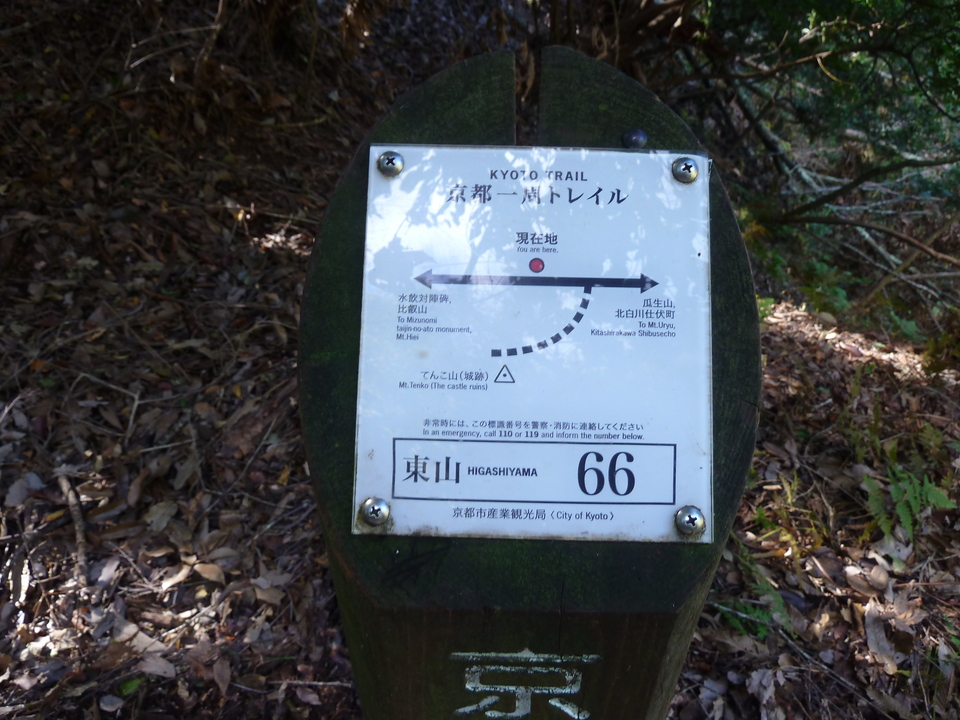 KYOTO TRAIL
京都一周トレイル
現在地
You are here.
水飲対陣碑,
比叡山
To Mizunomi
taijin-no-ato monument,
Mt.Hiei
瓜生山,
北白川仕伏町
To Mt.Uryu,
Kitashirakawa Shibusecho
てんこ山(城跡)
Mt.Tenko (The castle ruins)
非常時には、この標識番号を警察・消防に連絡してください
In an emergency, call 110 or 119 and inform the number below.
東山 HIGASHIYAMA 66
京都市産業観光局〈City of Kyoto〉
京